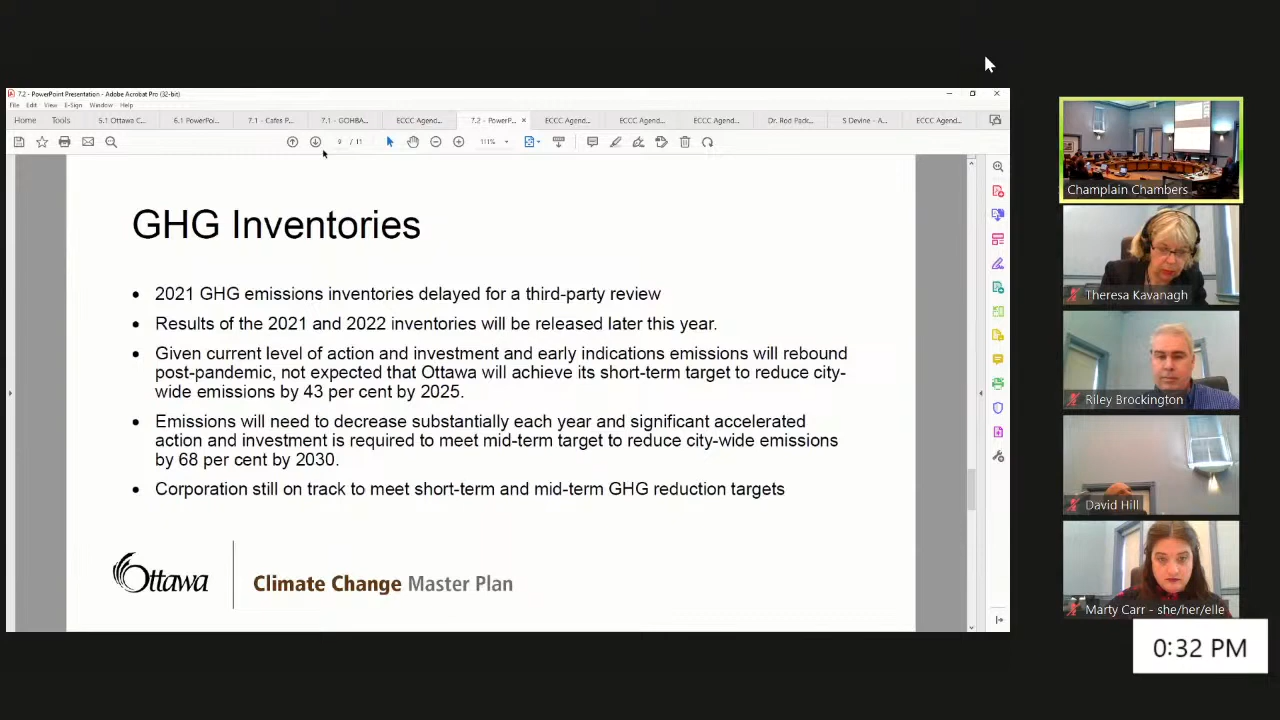 7.2 - PowerPoint Presentation - Adobe Acrobat Pro (32-bit)
File Edit View E-Sign Window Help
Home Tools 5.1 Ottawa C... 6.1 PowerPoi... 7.1 - Cafes P... 7.1 - GOHBA... ECCC Agend... 7.2 - PowerP... × ECCC Agend... ECCC Agend... ECCC Agend... Dr. Rod Pack... S Devine - A... ECCC Agend...
9 / 11 111%
GHG Inventories
• 2021 GHG emissions inventories delayed for a third-party review
• Results of the 2021 and 2022 inventories will be released later this year.
• Given current level of action and investment and early indications emissions will rebound
post-pandemic, not expected that Ottawa will achieve its short-term target to reduce city-
wide emissions by 43 per cent by 2025.
• Emissions will need to decrease substantially each year and significant accelerated
action and investment is required to meet mid-term target to reduce city-wide emissions
by 68 per cent by 2030.
• Corporation still on track to meet short-term and mid-term GHG reduction targets
Ottawa
Climate Change Master Plan
Champlain Chambers
Theresa Kavanagh
Riley Brockington
David Hill
Marty Carr - she/her/elle
0:32 PM